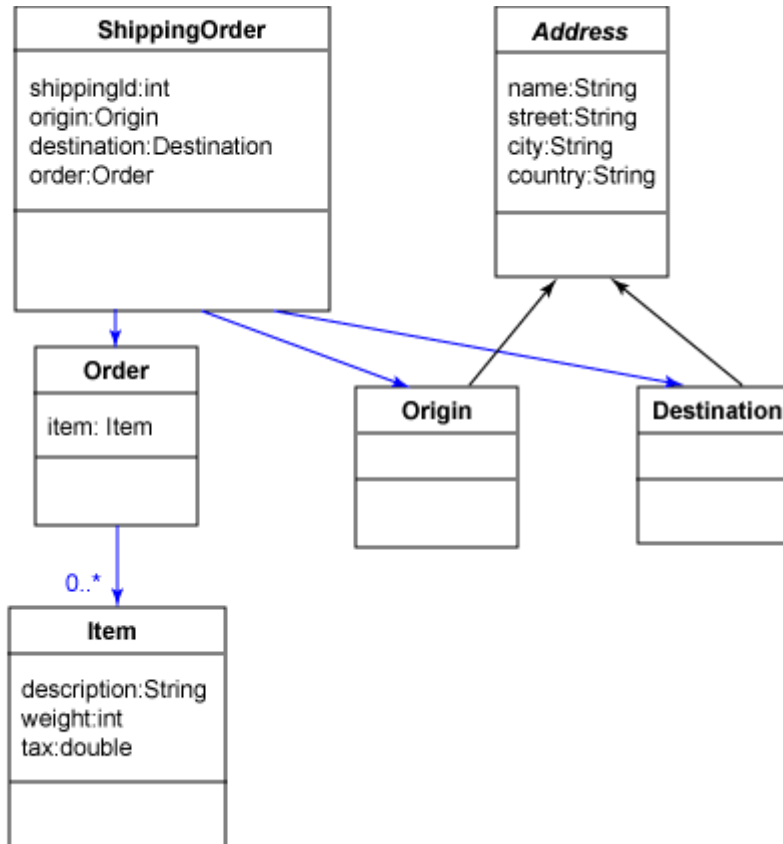 ShippingOrder
shippingId:int
origin:Origin
destination:Destination
order:Order
Address
name:String
street:String
city:String
country:String
Order
item: Item
Origin
Destination
0..*
Item
description:String
weight:int
tax:double